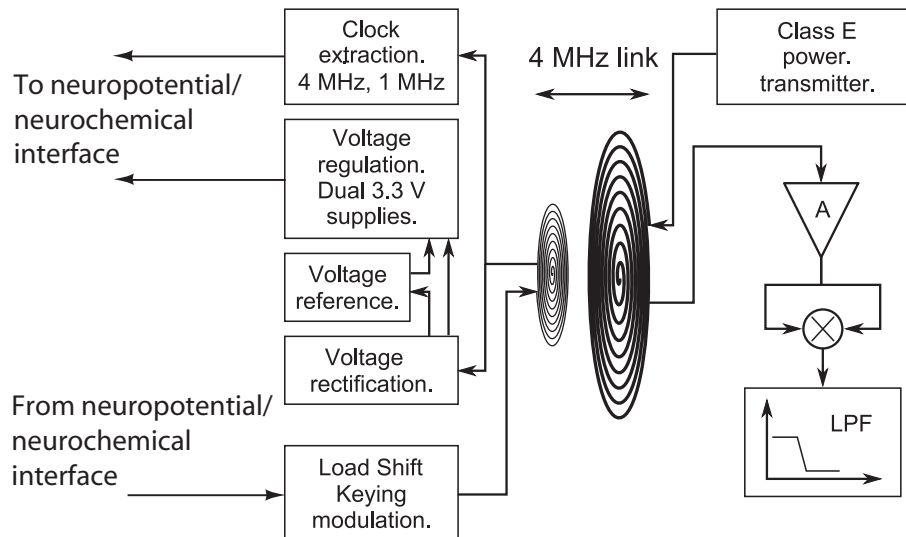 Clock
extraction.
4 MHz, 1 MHz
To neuropotential/
neurochemical
interface
Voltage
regulation.
Dual 3.3 V
supplies.
Voltage
reference.
Voltage
rectification.
From neuropotential/
neurochemical
interface
Load Shift
Keying
modulation.
4 MHz link
Class E
power.
transmitter.
A
LPF